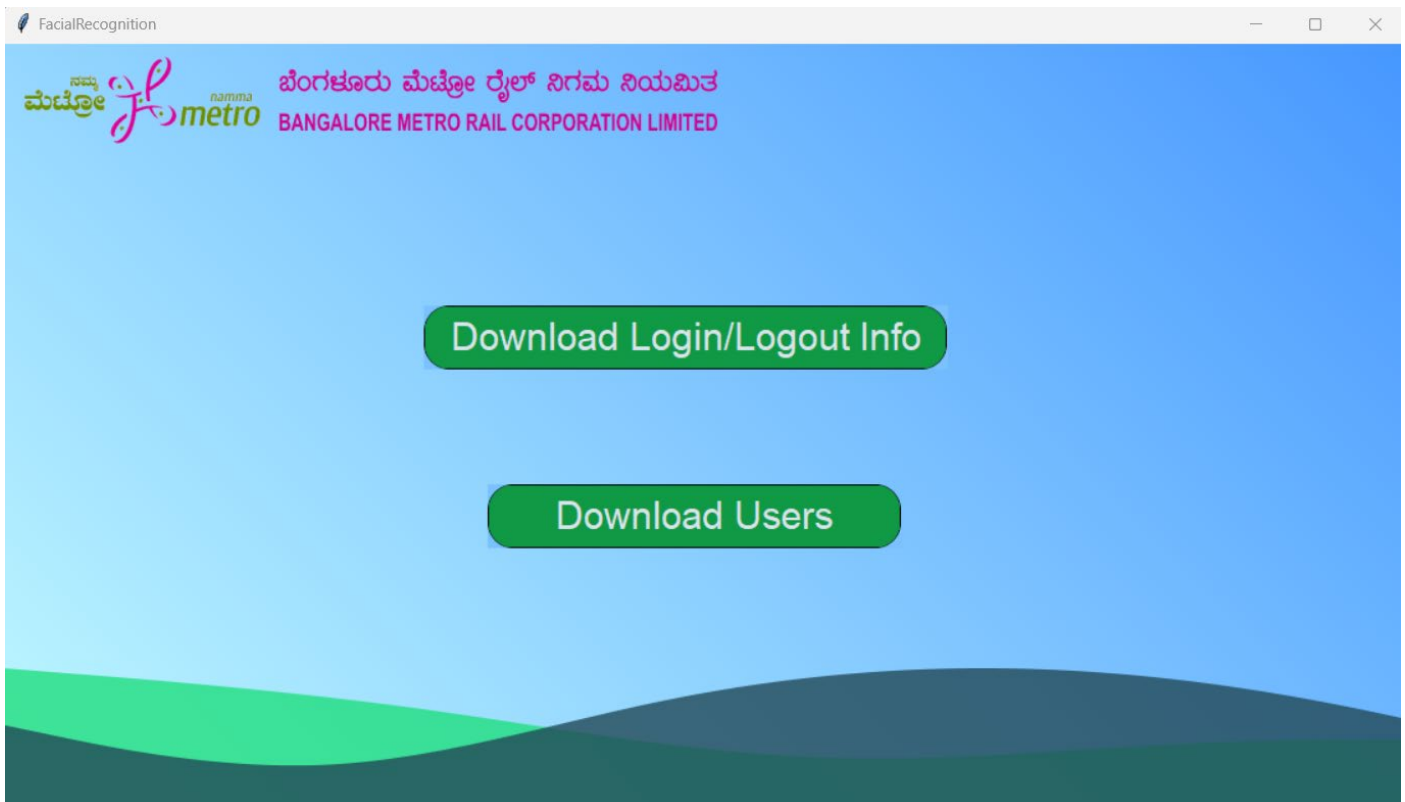 FacialRecognition
ನಮ್ಮ
ಮೆಟ್ರೋ
namma
metro
ಬೆಂಗಳೂರು ಮೆಟ್ರೋ ರೈಲ್ ನಿಗಮ ನಿಯಮಿತ
BANGALORE METRO RAIL CORPORATION LIMITED
Download Login/Logout Info
Download Users